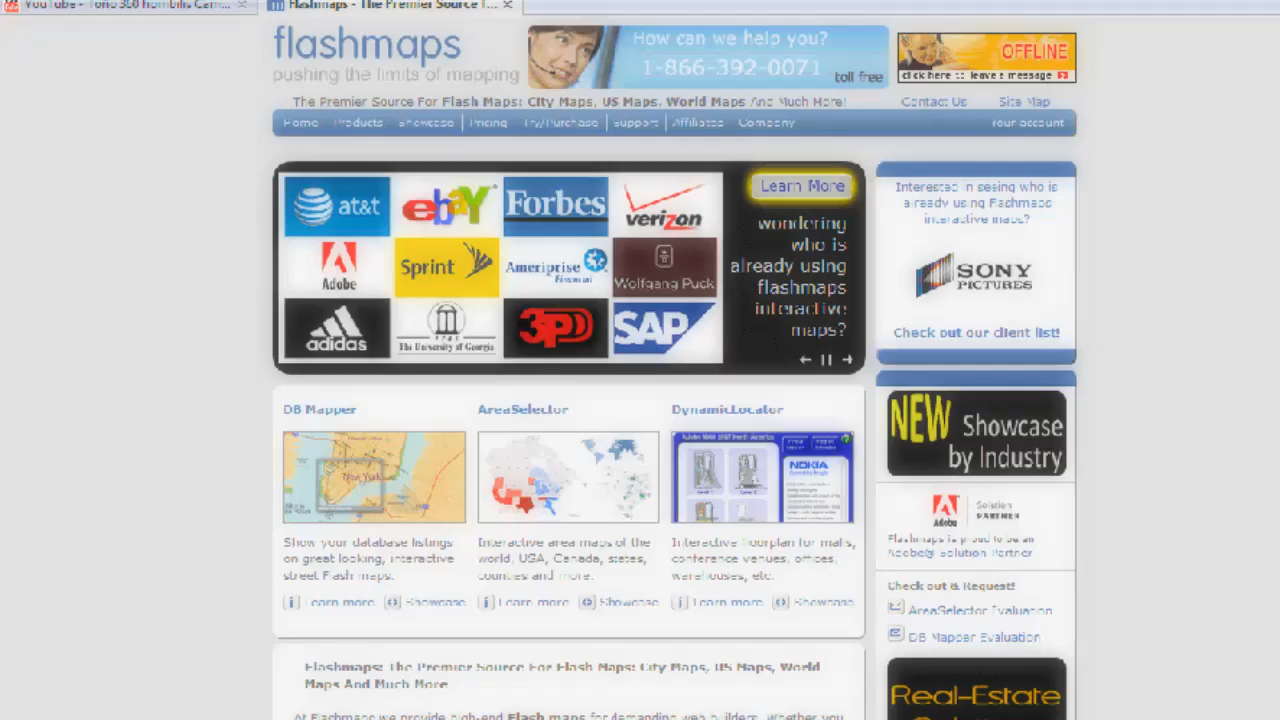 YouTube - Toño 350 hombilis Cam...
Flashmaps - The Premier Source f...
flashmaps
pushing the limits of mapping
How can we help you?
1-866-392-0071
toll free
OFFLINE
click here to leave a message
The Premier Source For Flash Maps: City Maps, US Maps, World Maps And Much More!
Contact Us
Site Map
Home
Products
Showcase
Pricing
Try/Purchase
Support
Affiliates
Company
Your account
at&t
ebay
Forbes
verizon
Adobe
Sprint
Ameriprise
Financial
Wolfgang Puck
adidas
The University of Georgia
3PD
SAP
Learn More
wondering
who is
already using
flashmaps
interactive
maps?
Interested in seeing who is
already using Flashmaps
interactive maps?
SONY
PICTURES
Check out our client list!
DB Mapper
AreaSelector
DynamicLocator
New York
NOKIA
Show your database listings
on great looking, interactive
street Flash maps.
Learn more
Showcase
Interactive area maps of the
world, USA, Canada, states,
counties and more.
Learn more
Showcase
Interactive floorplan for malls,
conference venues, offices,
warehouses, etc.
Learn more
Showcase
NEW Showcase
by Industry
Adobe
Solution
PARTNER
Flashmaps is proud to be an
Adobe® Solution Partner
Check out & Request!
AreaSelector Evaluation
DB Mapper Evaluation
Real-Estate
Flashmaps: The Premier Source For Flash Maps: City Maps, US Maps, World
Maps And Much More
At Flashmaps we provide high-end Flash maps for demanding web builders. Whether you